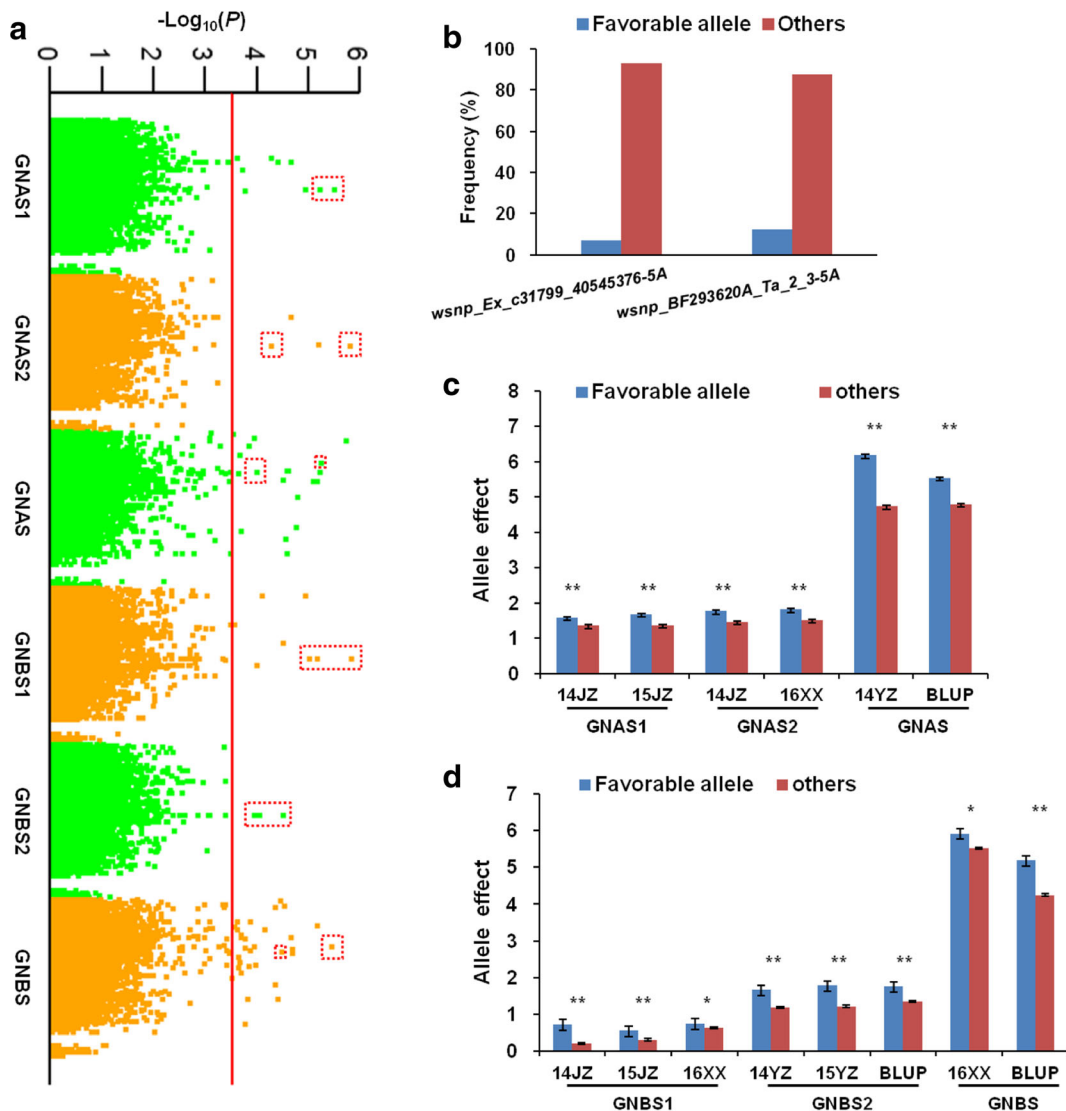 a
-Log10(P)
0 1 2 3 4 5 6
GNAS1
GNAS2
GNAS
GNBS1
GNBS2
GNBS
b
Favorable allele Others
Frequency (%)
100
80
60
40
20
0
wsnp_Ex_c31799_40545376-5A
wsnp_BF293620A_Ta_2_3-5A
c
Favorable allele others
Allele effect
8
7
6
5
4
3
2
1
0
** ** ** ** ** **
14JZ 15JZ 14JZ 16XX 14YZ BLUP
GNAS1 GNAS2 GNAS
d
Favorable allele others
Allele effect
7
6
5
4
3
2
1
0
** ** * ** ** ** * **
14JZ 15JZ 16XX 14YZ 15YZ BLUP 16XX BLUP
GNBS1 GNBS2 GNBS